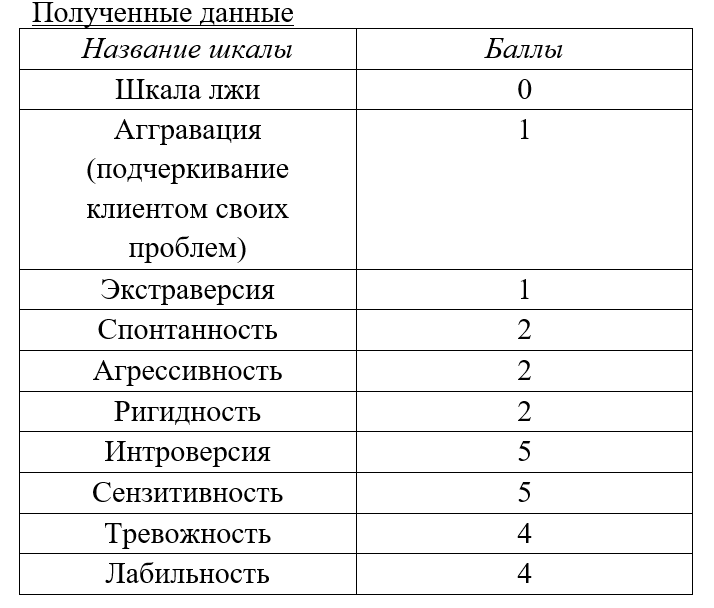 Полученные данные
Название шкалы Баллы
Шкала лжи 0
Аггравация 1
(подчеркивание
клиентом своих
проблем)
Экстраверсия 1
Спонтанность 2
Агрессивность 2
Ригидность 2
Интроверсия 5
Сензитивность 5
Тревожность 4
Лабильность 4